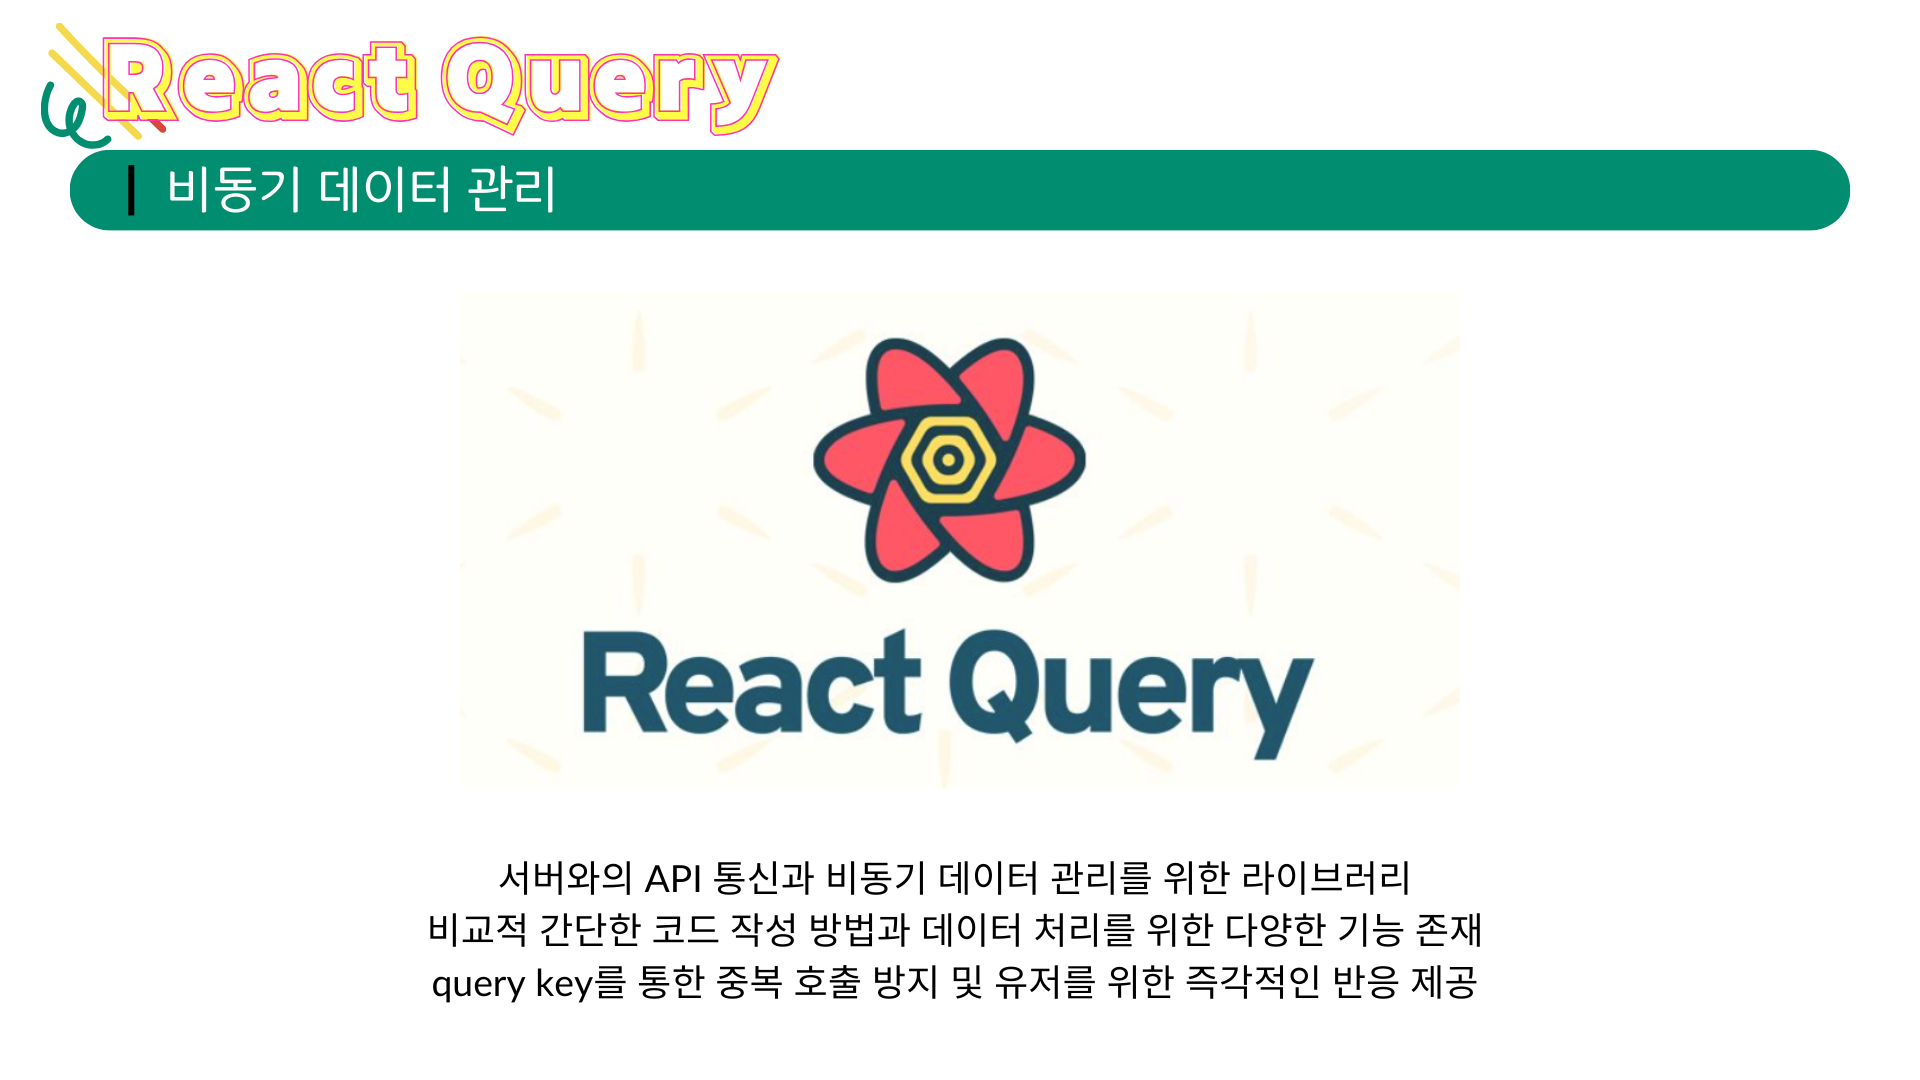 React Query
비동기 데이터 관리
React Query
서버와의 API 통신과 비동기 데이터 관리를 위한 라이브러리
비교적 간단한 코드 작성 방법과 데이터 처리를 위한 다양한 기능 존재
query key를 통한 중복 호출 방지 및 유저를 위한 즉각적인 반응 제공